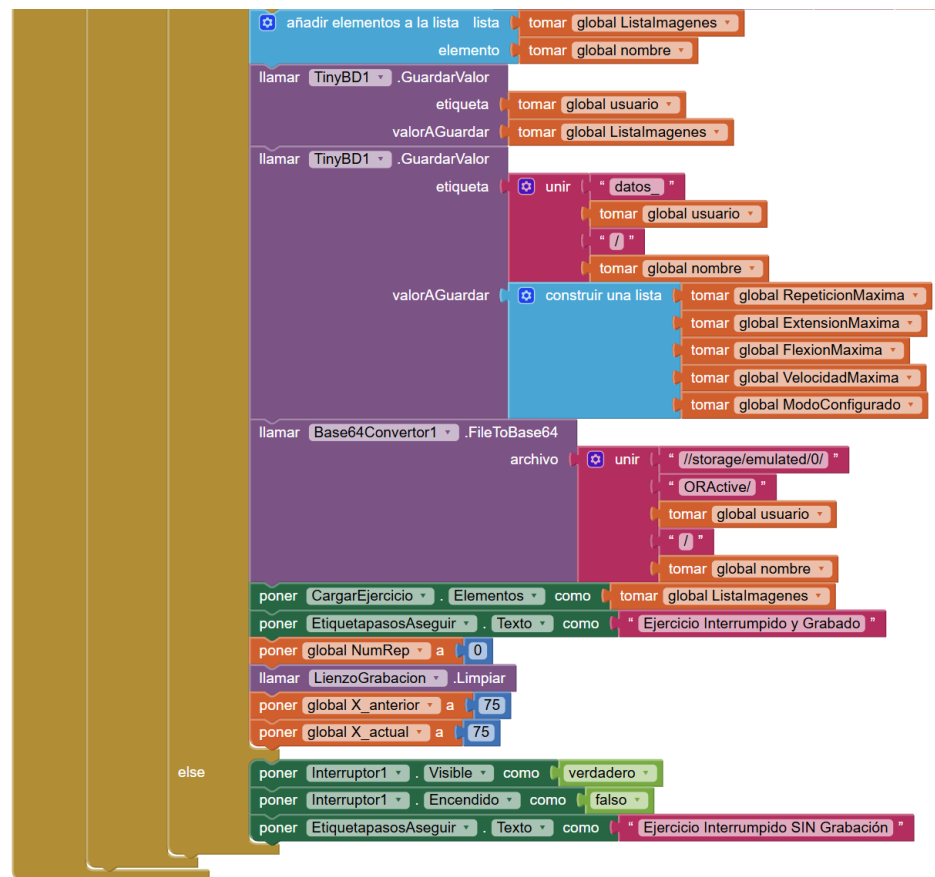 añadir elementos a la lista lista tomar global ListaImagenes
elemento tomar global nombre
llamar TinyBD1 .GuardarValor
etiqueta tomar global usuario
valorAGuardar tomar global ListaImagenes
llamar TinyBD1 .GuardarValor
etiqueta unir " datos_ "
tomar global usuario
" / "
tomar global nombre
valorAGuardar construir una lista tomar global RepeticionMaxima
tomar global ExtensionMaxima
tomar global FlexionMaxima
tomar global VelocidadMaxima
tomar global ModoConfigurado
llamar Base64Convertor1 .FileToBase64
archivo unir " //storage/emulated/0/ "
" ORActive/ "
tomar global usuario
" / "
tomar global nombre
poner CargarEjercicio . Elementos como tomar global ListaImagenes
poner EtiquetapasosAseguir . Texto como " Ejercicio Interrumpido y Grabado "
poner global NumRep a 0
llamar LienzoGrabacion .Limpiar
poner global X_anterior a 75
poner global X_actual a 75
else poner Interruptor1 . Visible como verdadero
poner Interruptor1 . Encendido como falso
poner EtiquetapasosAseguir . Texto como " Ejercicio Interrumpido SIN Grabación "